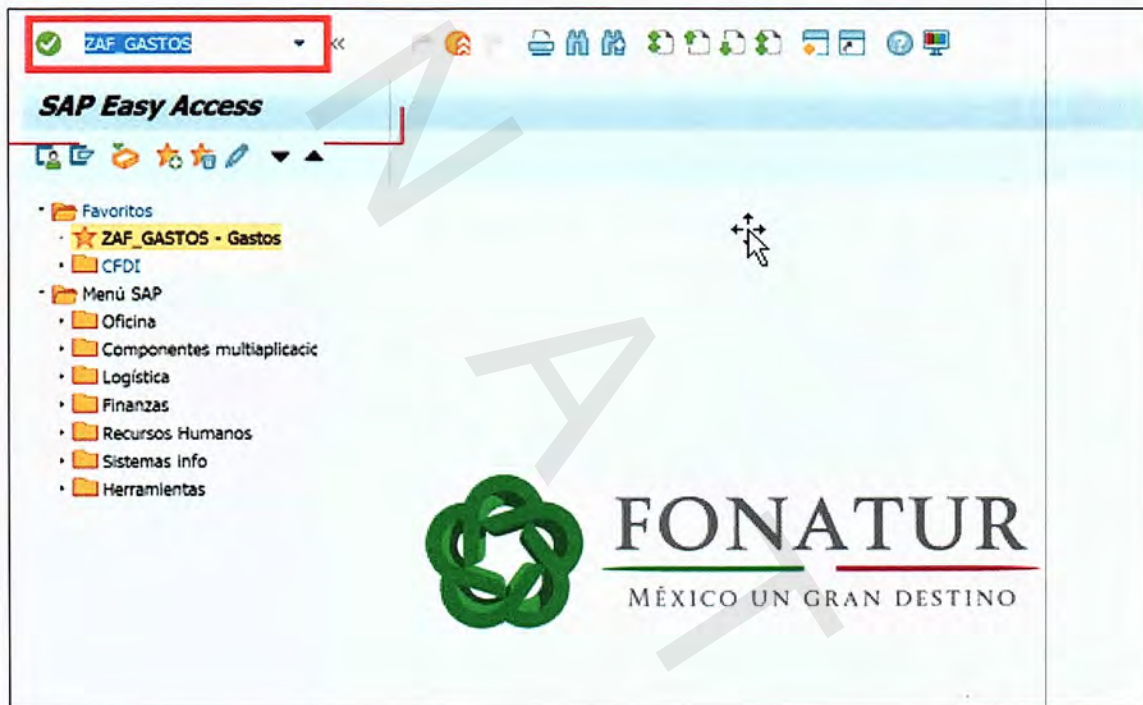 ZAF_GASTOS
SAP Easy Access
Favoritos
ZAF_GASTOS - Gastos
CFDI
Menú SAP
Oficina
Componentes multiaplicacic
Logística
Finanzas
Recursos Humanos
Sistemas info
Herramientas
FONATUR
MÉXICO UN GRAN DESTINO
N
A
T